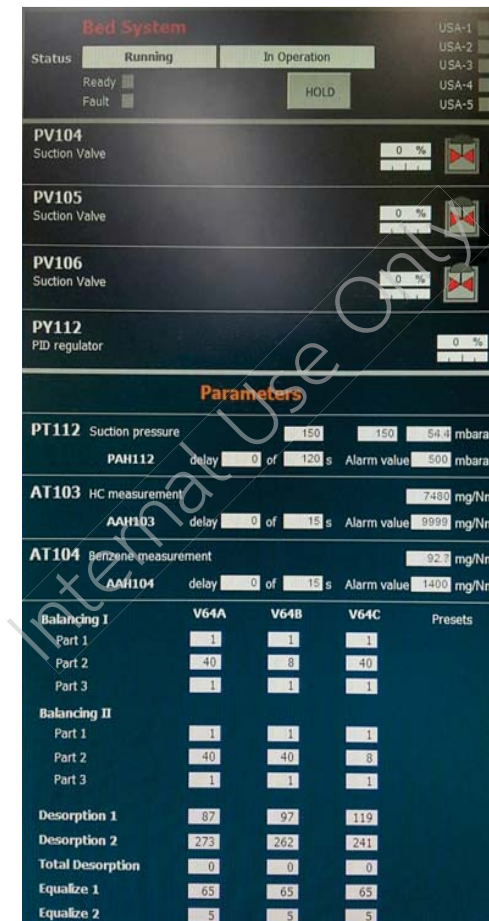 Bed System
USA-1
USA-2
USA-3
USA-4
USA-5
Status Running In Operation
Ready
Fault
HOLD
PV104
Suction Valve
0 %
PV105
Suction Valve
0 %
PV106
Suction Valve
0 %
PY112
PID regulator
0 %
Parameters
PT112 Suction pressure 150 150 54.4 mbara
PAH112 delay 0 of 120 s Alarm value 500 mbara
AT103 HC measurement 7480 mg/Nm
AAH103 delay 0 of 15 s Alarm value 9999 mg/Nm
AT104 Benzene measurement 92.7 mg/Nm
AAH104 delay 0 of 15 s Alarm value 1400 mg/Nm
Balancing I V64A V64B V64C Presets
Part 1 1 1 1
Part 2 40 8 40
Part 3 1 1 1
Balancing II
Part 1 1 1 1
Part 2 40 40 8
Part 3 1 1 1
Desorption 1 87 97 119
Desorption 2 273 262 241
Total Desorption 0 0 0
Equalize 1 65 65 65
Equalize 2 5 5 5
Internal Use Only